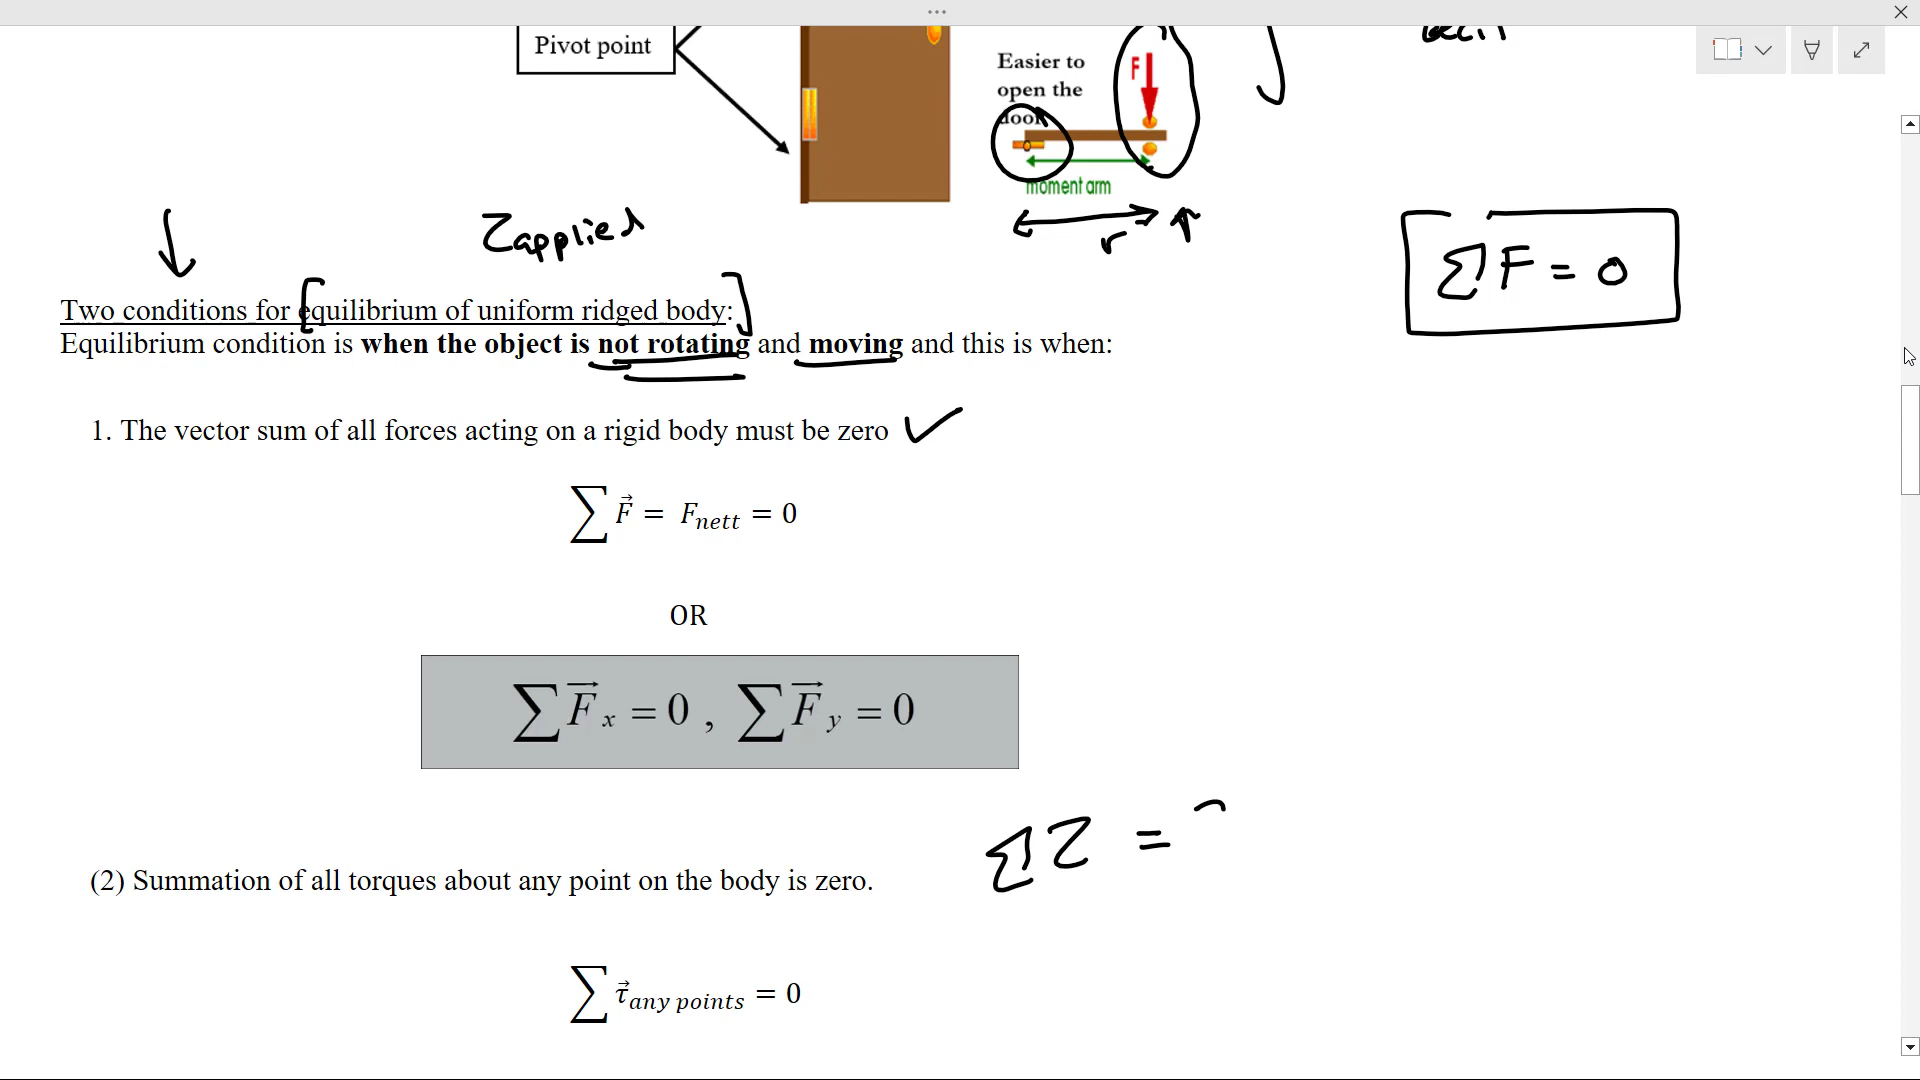 Pivot point
Easier to
open the
door
F
moment arm
τapplied
r
ΣF = 0
Two conditions for equilibrium of uniform ridged body:
Equilibrium condition is when the object is not rotating and moving and this is when:
1. The vector sum of all forces acting on a rigid body must be zero
∑F⃗ = Fnett = 0
OR
∑F⃗x = 0 , ∑F⃗y = 0
Στ =
(2) Summation of all torques about any point on the body is zero.
∑τ⃗any points = 0